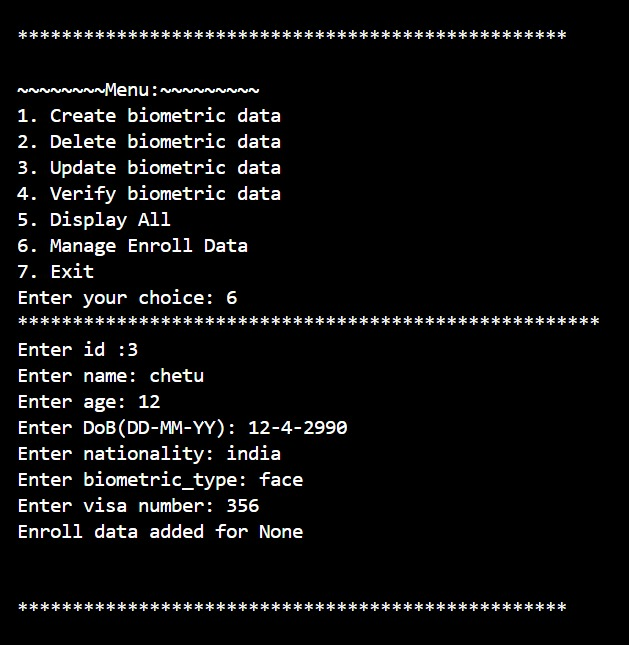 **************************************************
~~~~~~~~Menu:~~~~~~~~~
1. Create biometric data
2. Delete biometric data
3. Update biometric data
4. Verify biometric data
5. Display All
6. Manage Enroll Data
7. Exit
Enter your choice: 6
*****************************************************
Enter id :3
Enter name: chetu
Enter age: 12
Enter DoB(DD-MM-YY): 12-4-2990
Enter nationality: india
Enter biometric_type: face
Enter visa number: 356
Enroll data added for None
**************************************************